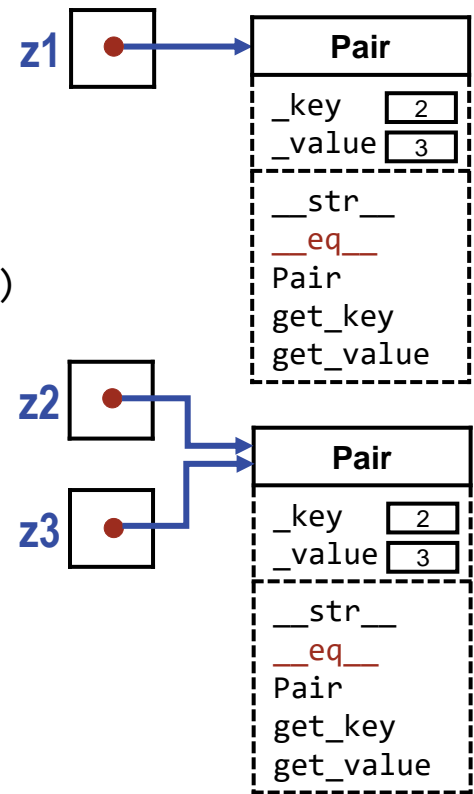 z1
Pair
_key 2
_value 3
__str__
__eq__
Pair
get_key
get_value
)
z2
z3
Pair
_key 2
_value 3
__str__
__eq__
Pair
get_key
get_value